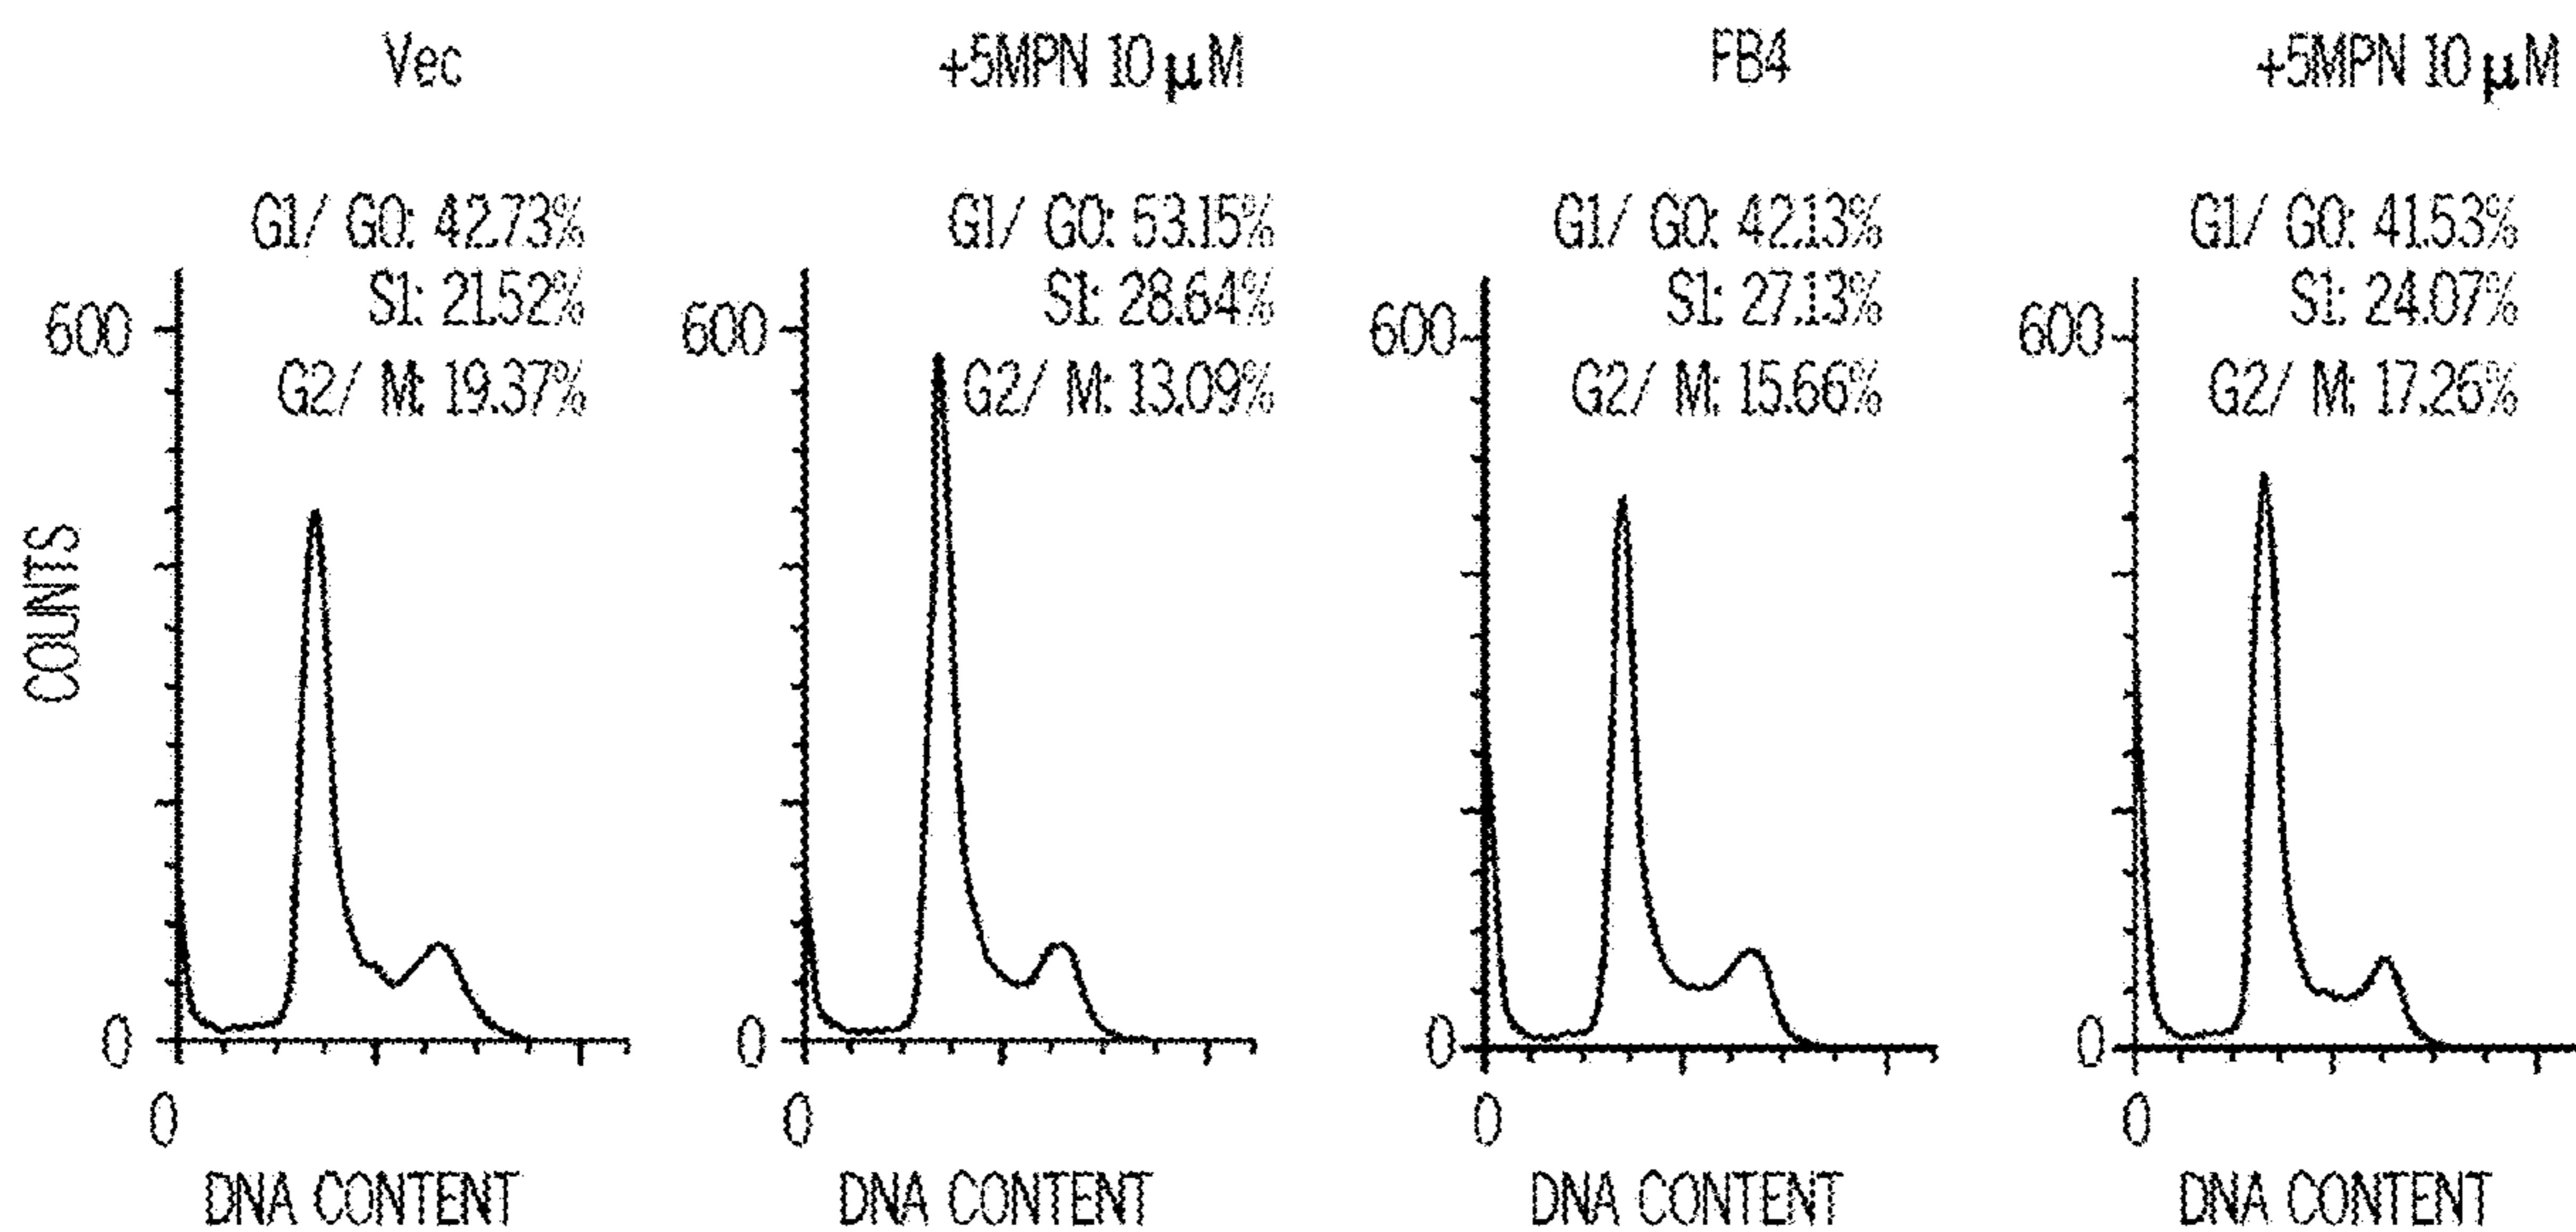 Vec
G1/ G0: 42.73%
S1: 21.52%
G2/ M: 19.37%
600
COUNTS
0
0
DNA CONTENT
+5MPN 10 µM
G1/ G0: 53.15%
S1: 28.64%
G2/ M: 13.09%
600
0
0
DNA CONTENT
FB4
G1/ G0: 42.13%
S1: 27.13%
G2/ M: 15.66%
600
0
0
DNA CONTENT
+5MPN 10 µM
G1/ G0: 41.53%
S1: 24.07%
G2/ M: 17.26%
600
0
0
DNA CONTENT